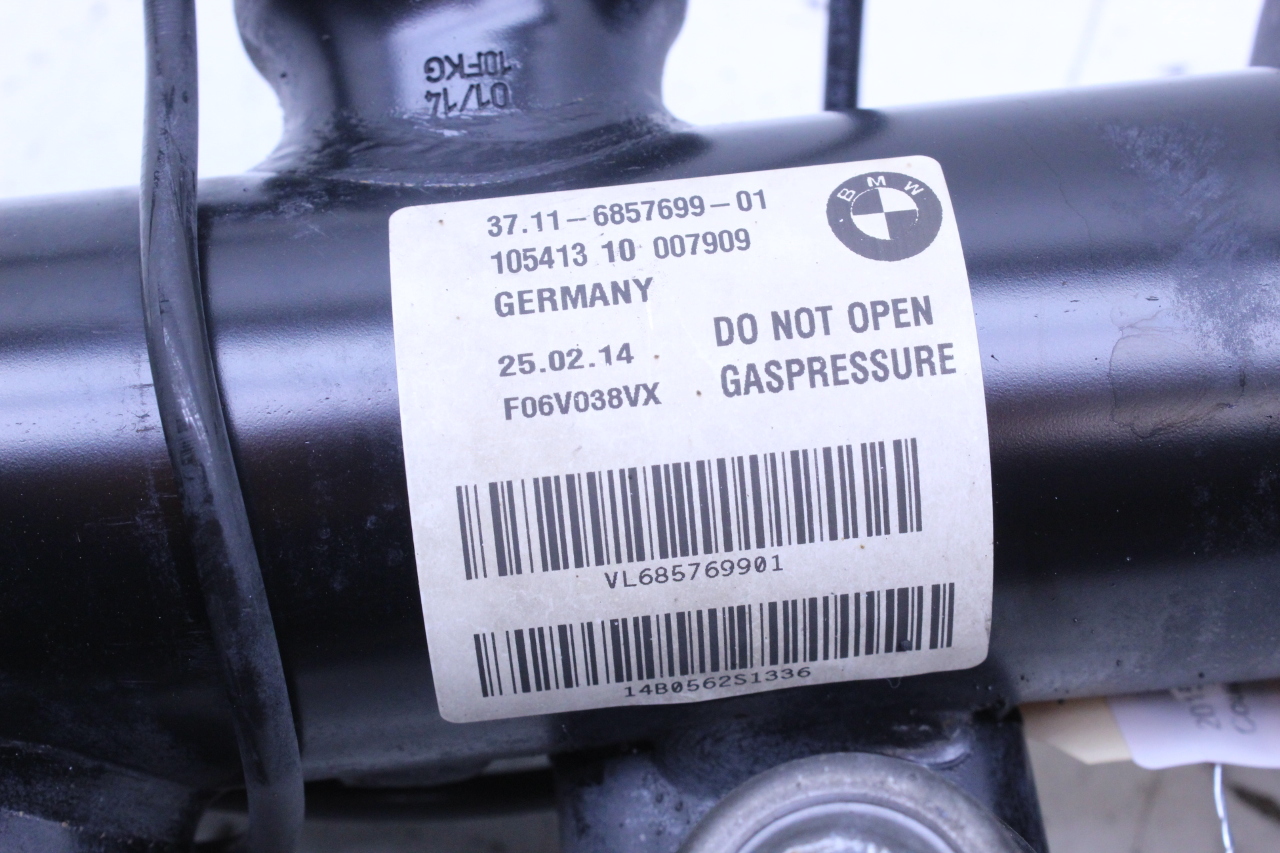 01/14
10FKG
37.11-6857699-01
105413 10 007909
GERMANY
25.02.14
F06V038VX
BMW
DO NOT OPEN
GASPRESSURE
VL685769901
14B0562S1336